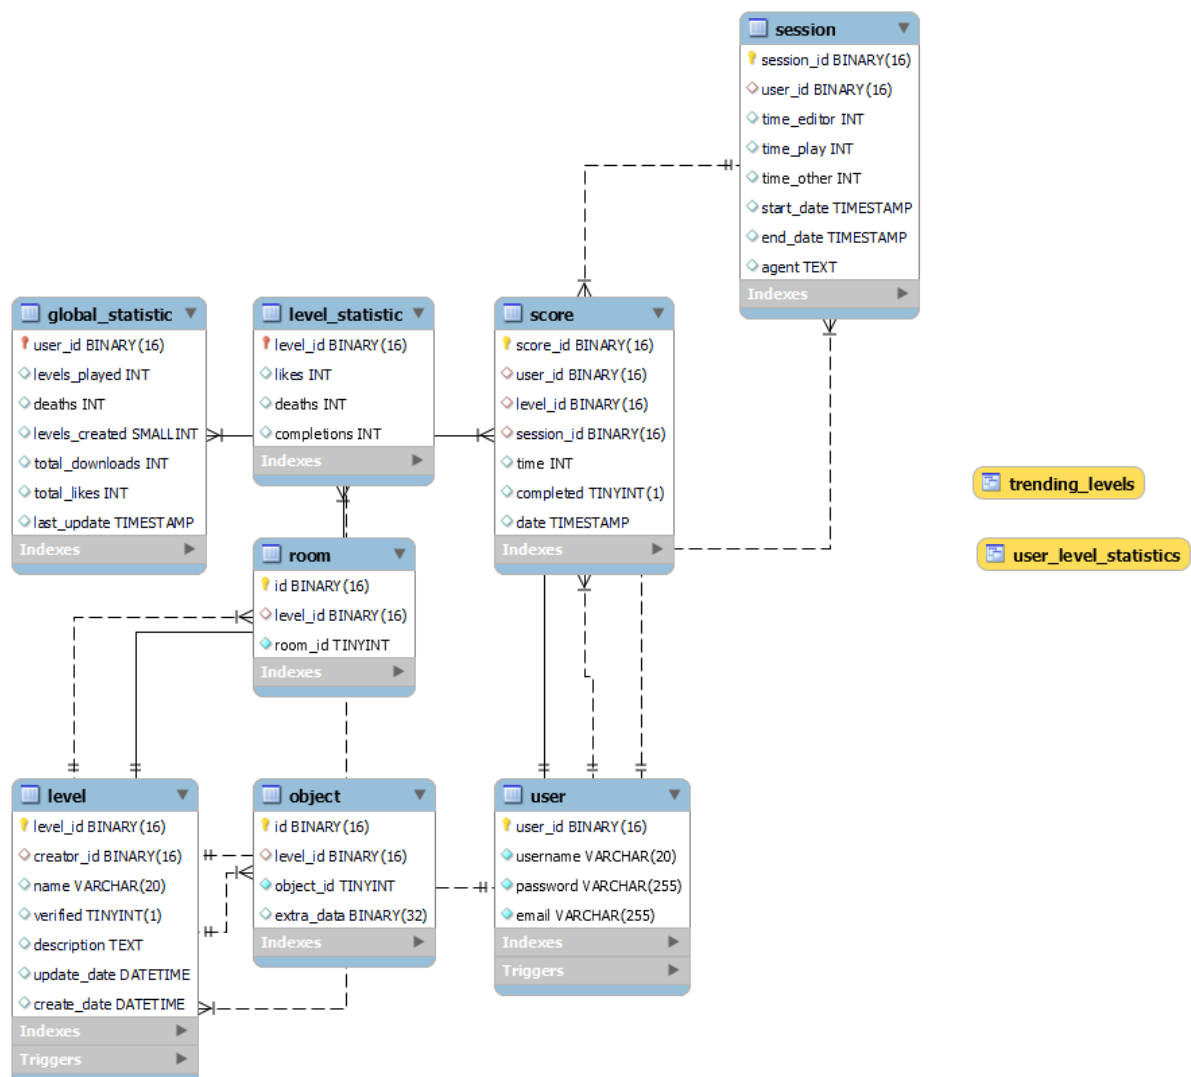 session
session_id BINARY(16)
user_id BINARY(16)
time_editor INT
time_play INT
time_other INT
start_date TIMESTAMP
end_date TIMESTAMP
agent TEXT
Indexes
global_statistic
user_id BINARY(16)
levels_played INT
deaths INT
levels_created SMALLINT
total_downloads INT
total_likes INT
last_update TIMESTAMP
Indexes
level_statistic
level_id BINARY(16)
likes INT
deaths INT
completions INT
Indexes
score
score_id BINARY(16)
user_id BINARY(16)
level_id BINARY(16)
session_id BINARY(16)
time INT
completed TINYINT(1)
date TIMESTAMP
Indexes
trending_levels
user_level_statistics
room
id BINARY(16)
level_id BINARY(16)
room_id TINYINT
Indexes
level
level_id BINARY(16)
creator_id BINARY(16)
name VARCHAR(20)
verified TINYINT(1)
description TEXT
update_date DATETIME
create_date DATETIME
Indexes
Triggers
object
id BINARY(16)
level_id BINARY(16)
object_id TINYINT
extra_data BINARY(32)
Indexes
user
user_id BINARY(16)
username VARCHAR(20)
password VARCHAR(255)
email VARCHAR(255)
Indexes
Triggers